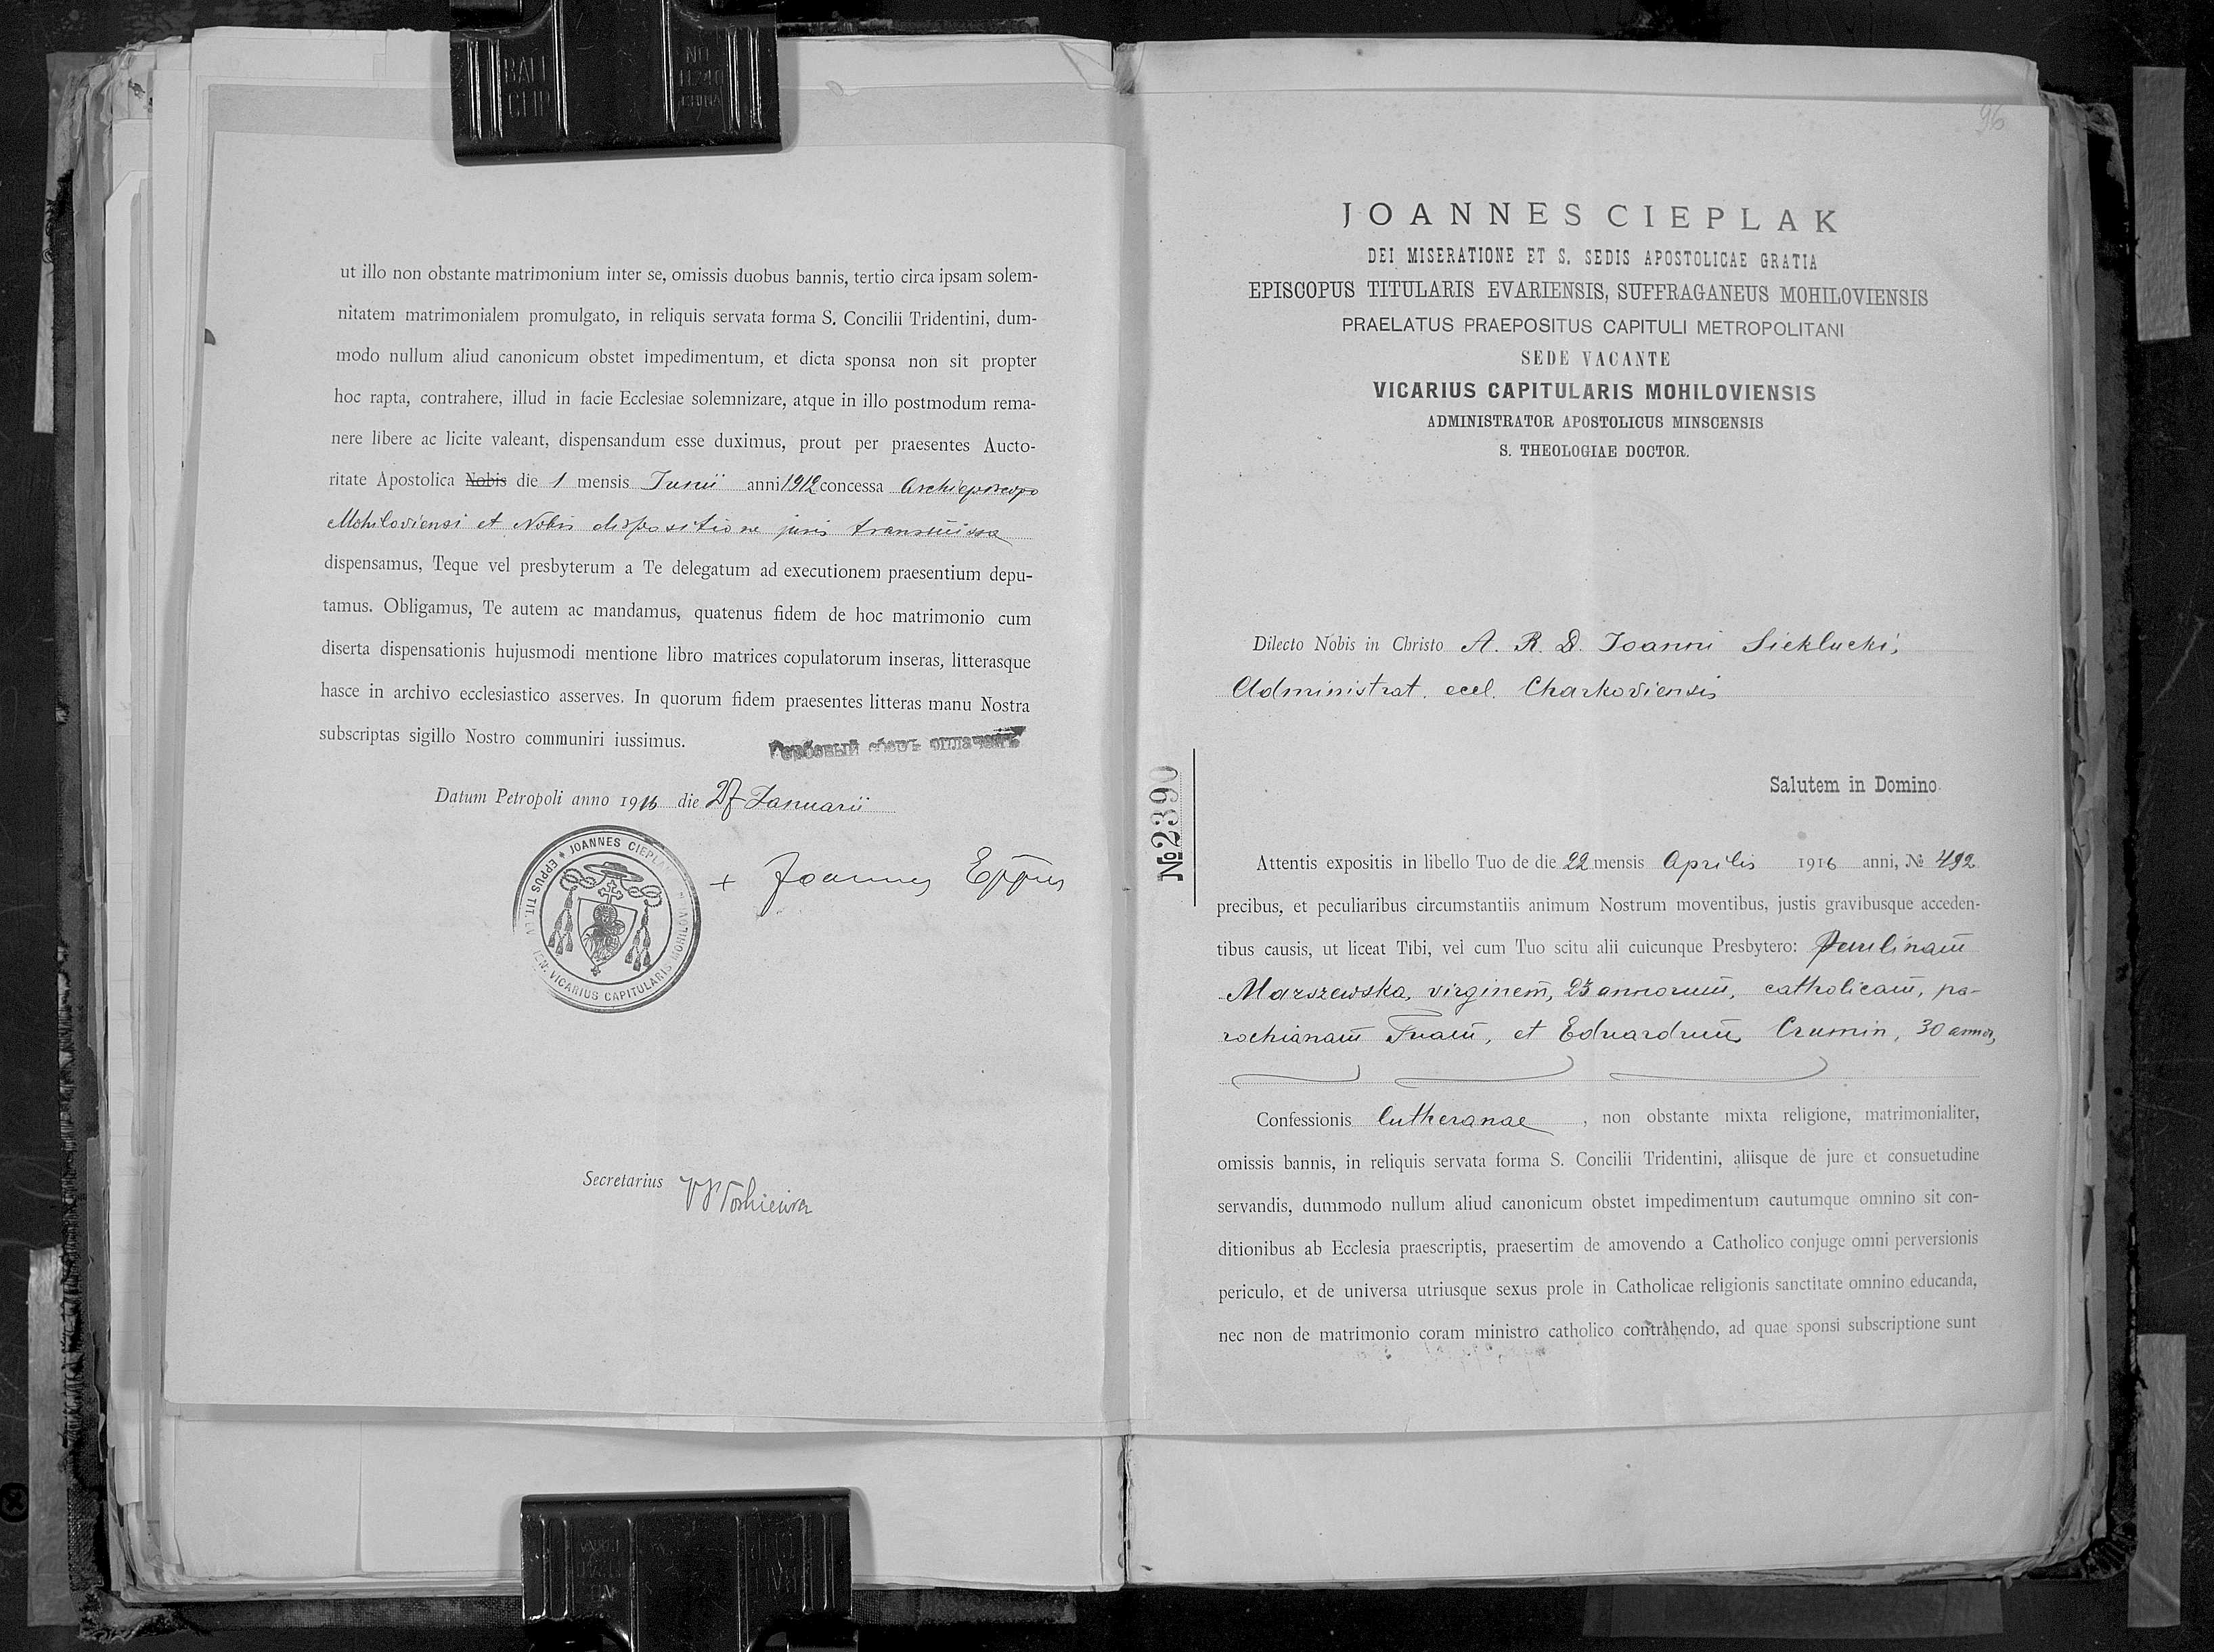 ut illo non obstante matrimonium inter se, omissis duobus bannis, tertio circa ipsam solem-
nitatem matrimonialem promulgato, in reliquis servata forma S. Concilii Tridentini, dum-
modo nullum aliud canonicum obstet impedimentum, et dicta sponsa non sit propter
hoc rapta, contrahere, illud in facie Ecclesiae solemnizare, atque in illo postmodum rema-
nere libere ac licite valeant, dispensandum esse duximus, prout per praesentes Aucto-
ritate Apostolica Nobis die 1 mensis Junii anni 1912 concessa Archiepiscopo
Mohiloviensi et Nobis dispositione juris transmissa
dispensamus, Teque vel presbyterum a Te delegatum ad executionem praesentium depu-
tamus. Obligamus, Te autem ac mandamus, quatenus fidem de hoc matrimonio cum
diserta dispensationis hujusmodi mentione libro matrices copulatorum inseras, litterasque
hasce in archivo ecclesiastico asserves. In quorum fidem praesentes litteras manu Nostra
subscriptas sigillo Nostro communiri iussimus.
Гербовый сборъ оплаченъ
Datum Petropoli anno 1916 die 27 Januarii
JOANNES CIEPLAK EPPUS TIT. VICARIUS CAPITULARIS MOHILOV
+ Joannes Eppus
Secretarius
96
JOANNES CIEPLAK
DEI MISERATIONE ET S. SEDIS APOSTOLICAE GRATIA
EPISCOPUS TITULARIS EVARIENSIS, SUFFRAGANEUS MOHILOVIENSIS
PRAELATUS PRAEPOSITUS CAPITULI METROPOLITANI
SEDE VACANTE
VICARIUS CAPITULARIS MOHILOVIENSIS
ADMINISTRATOR APOSTOLICUS MINSCENSIS
S. THEOLOGIAE DOCTOR.
Dilecto Nobis in Christo A. R. D. Joanni Sieklucki,
Administrat. eccl. Charkoviensis
Salutem in Domino.
№ 2390
Attentis expositis in libello Tuo de die 22 mensis Aprilis 1916 anni, № 492
precibus, et peculiaribus circumstantiis animum Nostrum moventibus, justis gravibusque acceden-
tibus causis, ut liceat Tibi, vel cum Tuo scitu alii cuicunque Presbytero: Paulinam̄
Marszewska, virginem̄, 23 annorum̄, catholicam̄, pa-
rochianam̄ Tuam̄, et Eduardum̄ Crumin, 30 annor,
Confessionis lutheranae , non obstante mixta religione, matrimonialiter,
omissis bannis, in reliquis servata forma S. Concilii Tridentini, aliisque de jure et consuetudine
servandis, dummodo nullum aliud canonicum obstet impedimentum cautumque omnino sit con-
ditionibus ab Ecclesia praescriptis, praesertim de amovendo a Catholico conjuge omni perversionis
periculo, et de universa utriusque sexus prole in Catholicae religionis sanctitate omnino educanda,
nec non de matrimonio coram ministro catholico contrahendo, ad quae sponsi subscriptione sunt